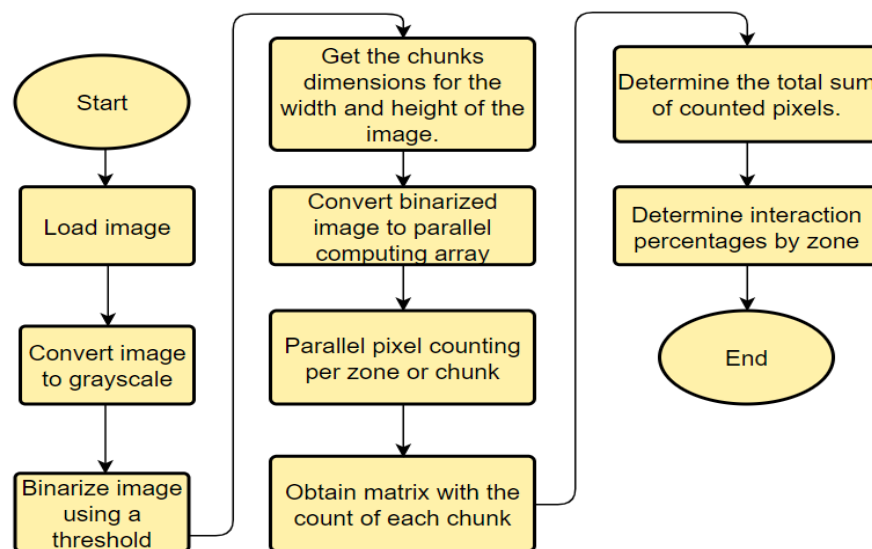 Start
Load image
Convert image
to grayscale
Binarize image
using a
threshold
Get the chunks
dimensions for the
width and height of the
image.
Convert binarized
image to parallel
computing array
Parallel pixel counting
per zone or chunk
Obtain matrix with the
count of each chunk
Determine the total sum
of counted pixels.
Determine interaction
percentages by zone
End